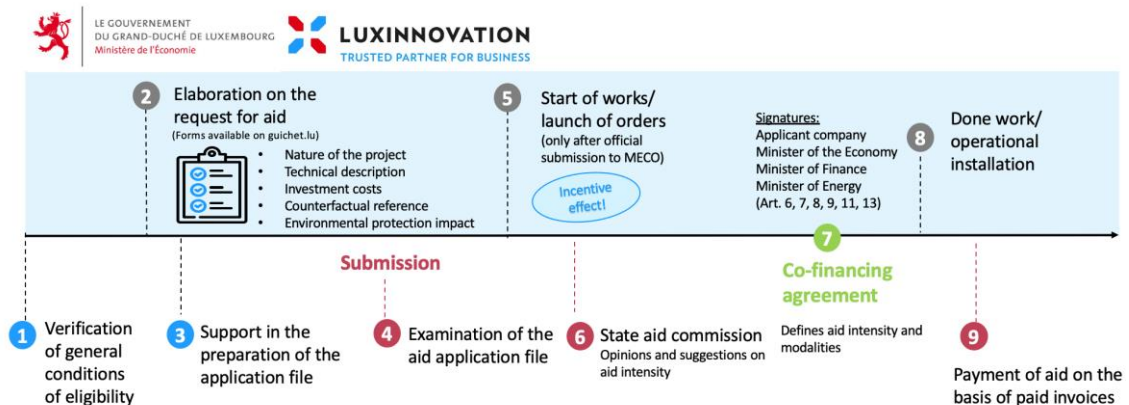 LE GOUVERNEMENT
DU GRAND-DUCHÉ DE LUXEMBOURG
Ministère de l'Économie
LUXINNOVATION
TRUSTED PARTNER FOR BUSINESS
2
Elaboration on the
request for aid
(Forms available on guichet.lu)
• Nature of the project
• Technical description
• Investment costs
• Counterfactual reference
• Environmental protection impact
5
Start of works/
launch of orders
(only after official
submission to MECO)
Incentive
effect!
Signatures:
Applicant company
Minister of the Economy
Minister of Finance
Minister of Energy
(Art. 6, 7, 8, 9, 11, 13)
8
Done work/
operational
installation
1
Verification
of general
conditions
of eligibility
3
Support in the
preparation of the
application file
Submission
4
Examination of the
aid application file
6
State aid commission
Opinions and suggestions on
aid intensity
7
Co-financing
agreement
Defines aid intensity and
modalities
9
Payment of aid on the
basis of paid invoices